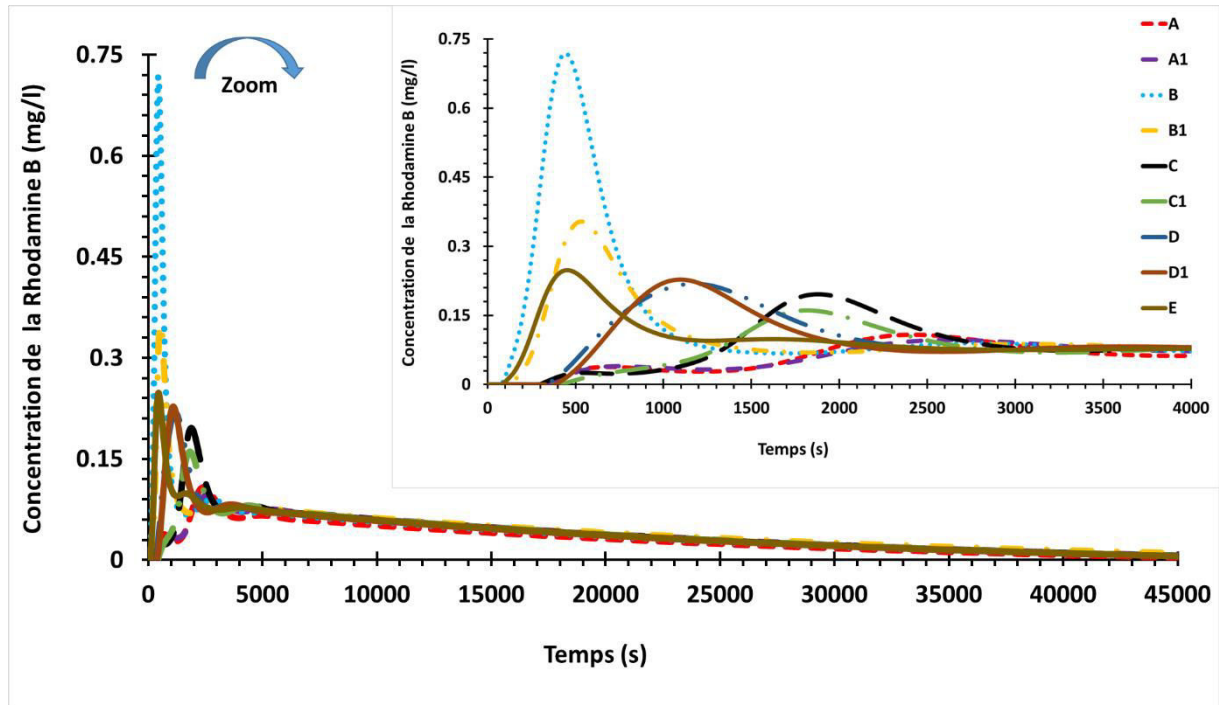 Concentration de la Rhodamine B (mg/l)
0.75
0.6
0.45
0.3
0.15
0
Zoom
0 5000 10000 15000 20000 25000 30000 35000 40000 45000
Temps (s)
Concentration de la Rhodamine B (mg/l)
0.75
0.6
0.45
0.3
0.15
0
0 500 1000 1500 2000 2500 3000 3500 4000
Temps (s)
A
A1
B
B1
C
C1
D
D1
E